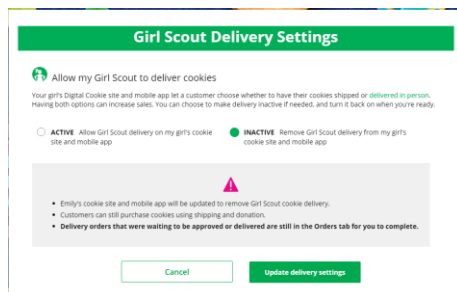 Girl Scout Delivery Settings
Allow my Girl Scout to deliver cookies
Your girl's Digital Cookie site and mobile app let a customer choose whether to have their cookies shipped or delivered in person.
Having both options can increase sales. You can choose to make delivery inactive if needed, and turn it back on when you're ready.
ACTIVE Allow Girl Scout delivery on my girl's cookie
site and mobile app
INACTIVE Remove Girl Scout delivery from my girl's
cookie site and mobile app
• Emily's cookie site and mobile app will be updated to remove Girl Scout cookie delivery.
• Customers can still purchase cookies using shipping and donation.
• Delivery orders that were waiting to be approved or delivered are still in the Orders tab for you to complete.
Cancel
Update delivery settings